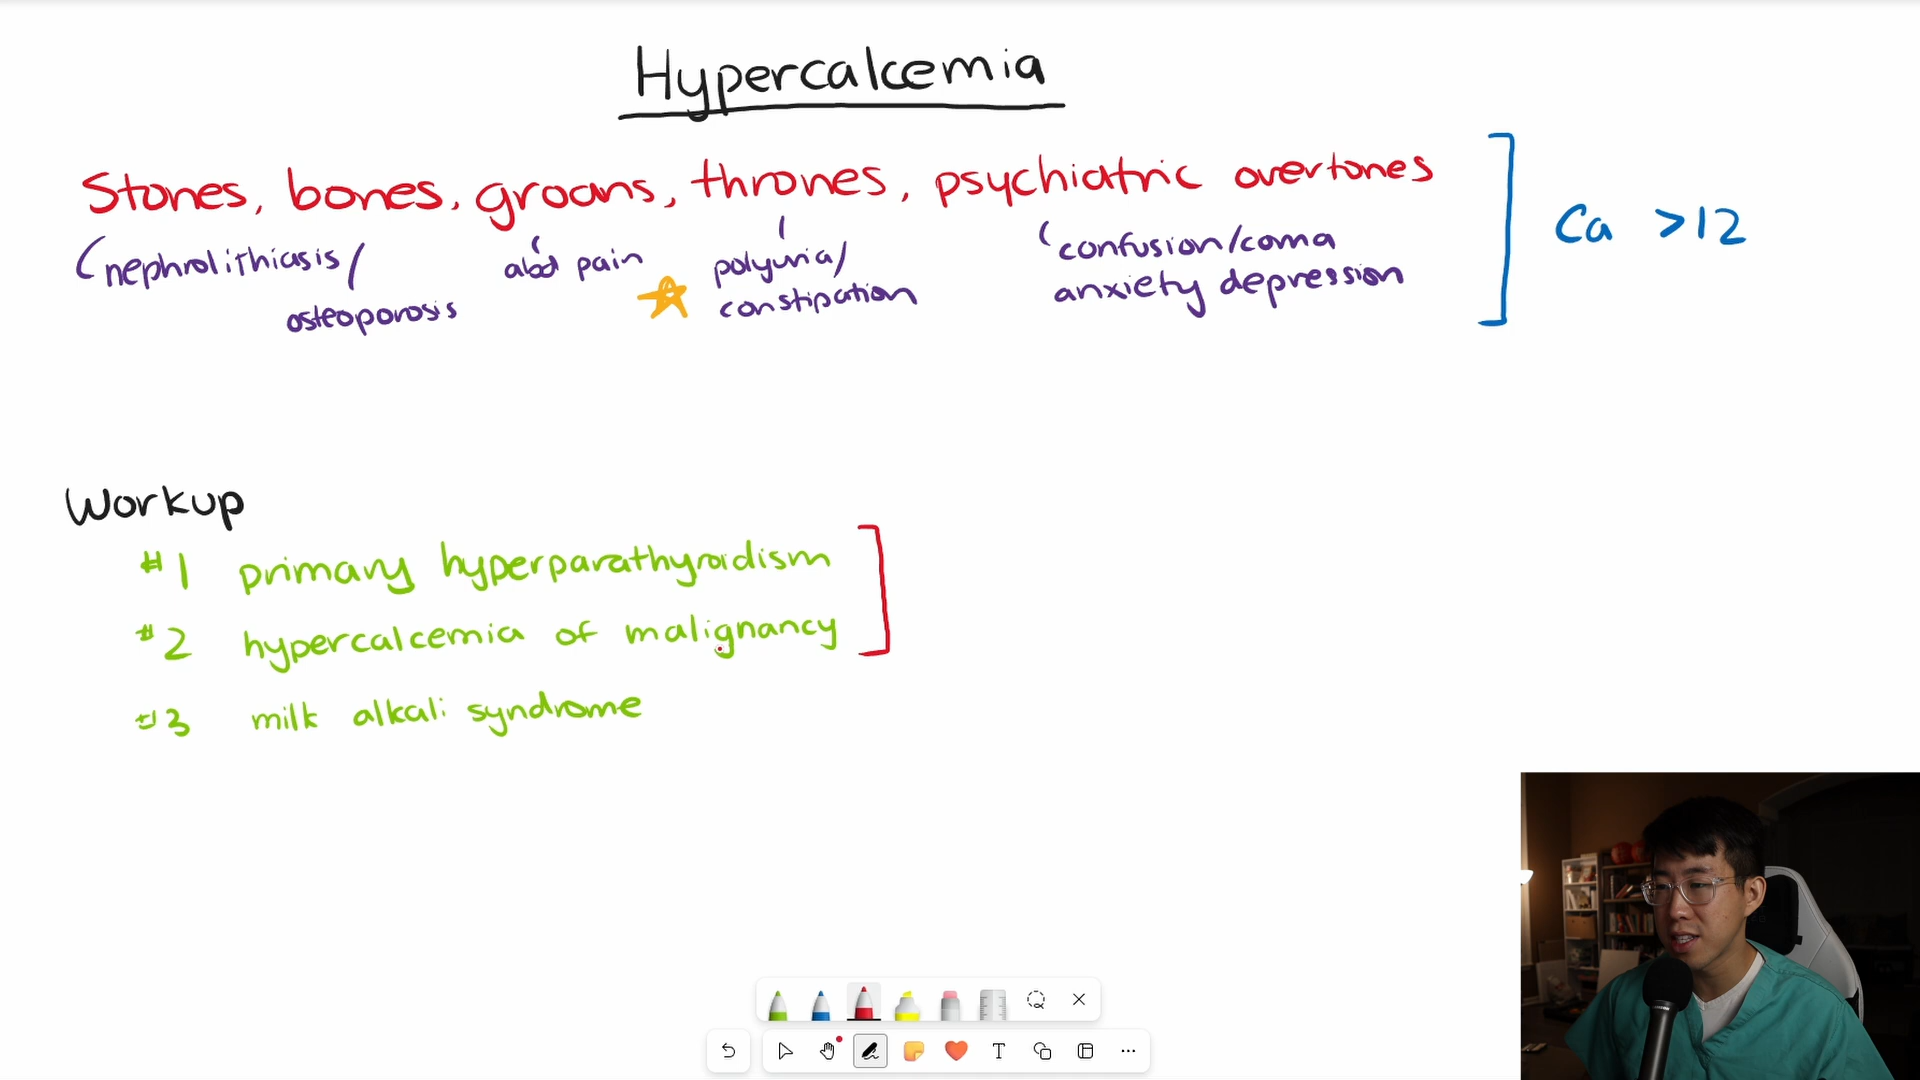 Hypercalcemia
Stones, bones, groans, thrones, psychiatric overtones
Ca >12
nephrolithiasis/
osteoporosis
abd pain
polyuria/
constipation
confusion/coma
anxiety depression
Workup
#1 primary hyperparathyroidism
#2 hypercalcemia of malignancy
#3 milk alkali syndrome
T